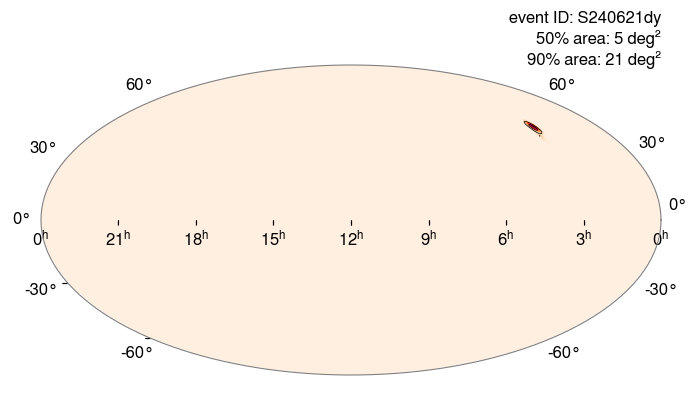 event ID: S240621dy
50% area: 5 deg²
90% area: 21 deg²
60° 60°
30° 30°
0° 0°
0ʰ 21ʰ 18ʰ 15ʰ 12ʰ 9ʰ 6ʰ 3ʰ 0ʰ
-30° -30°
-60° -60°